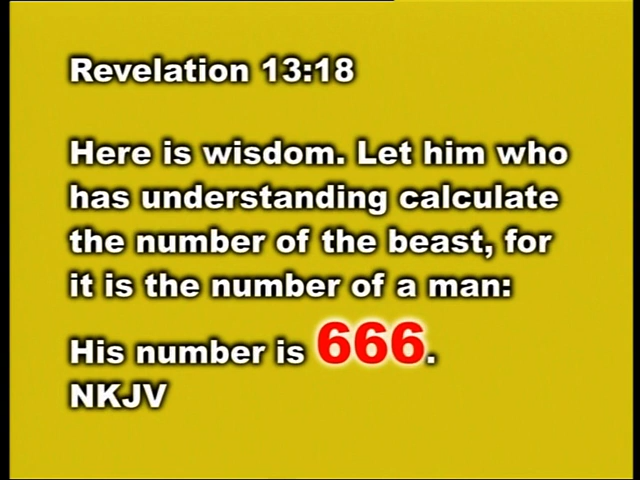 Revelation 13:18
Here is wisdom. Let him who
has understanding calculate
the number of the beast, for
it is the number of a man:
His number is 666.
NKJV